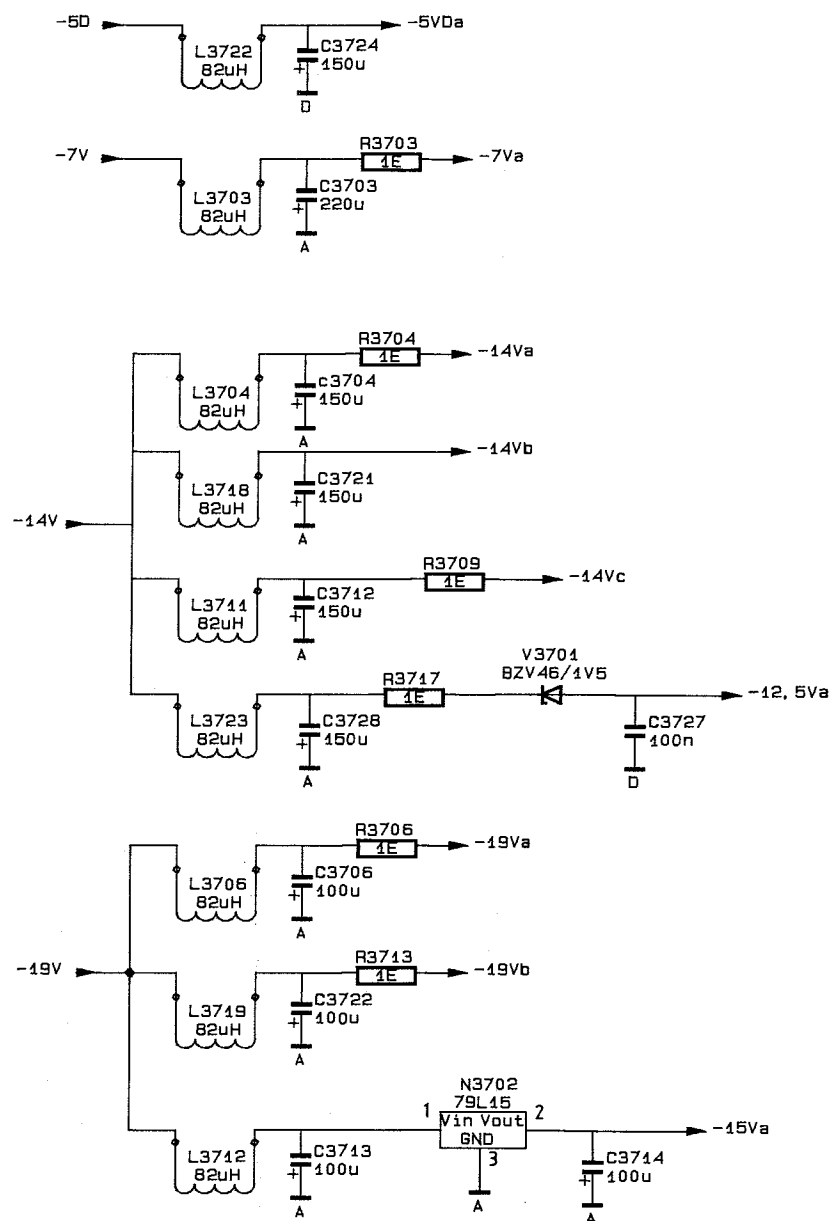 -5D
L3722
82uH
C3724
+ 150u
D
-5VDa
-7V
L3703
82uH
C3703
+ 220u
A
R3703
1E
-7Va
-14V
L3704
82uH
C3704
+ 150u
A
R3704
1E
-14Va
L3718
82uH
C3721
+ 150u
A
-14Vb
L3711
82uH
C3712
+ 150u
A
R3709
1E
-14Vc
L3723
82uH
C3728
+ 150u
A
R3717
1E
V3701
BZV46/1V5
C3727
100n
D
-12,5Va
-19V
L3706
82uH
C3706
+ 100u
A
R3706
1E
-19Va
L3719
82uH
C3722
+ 100u
A
R3713
1E
-19Vb
L3712
82uH
C3713
+ 100u
A
N3702
79L15
1 Vin Vout 2
GND
3
A
C3714
+ 100u
A
-15Va